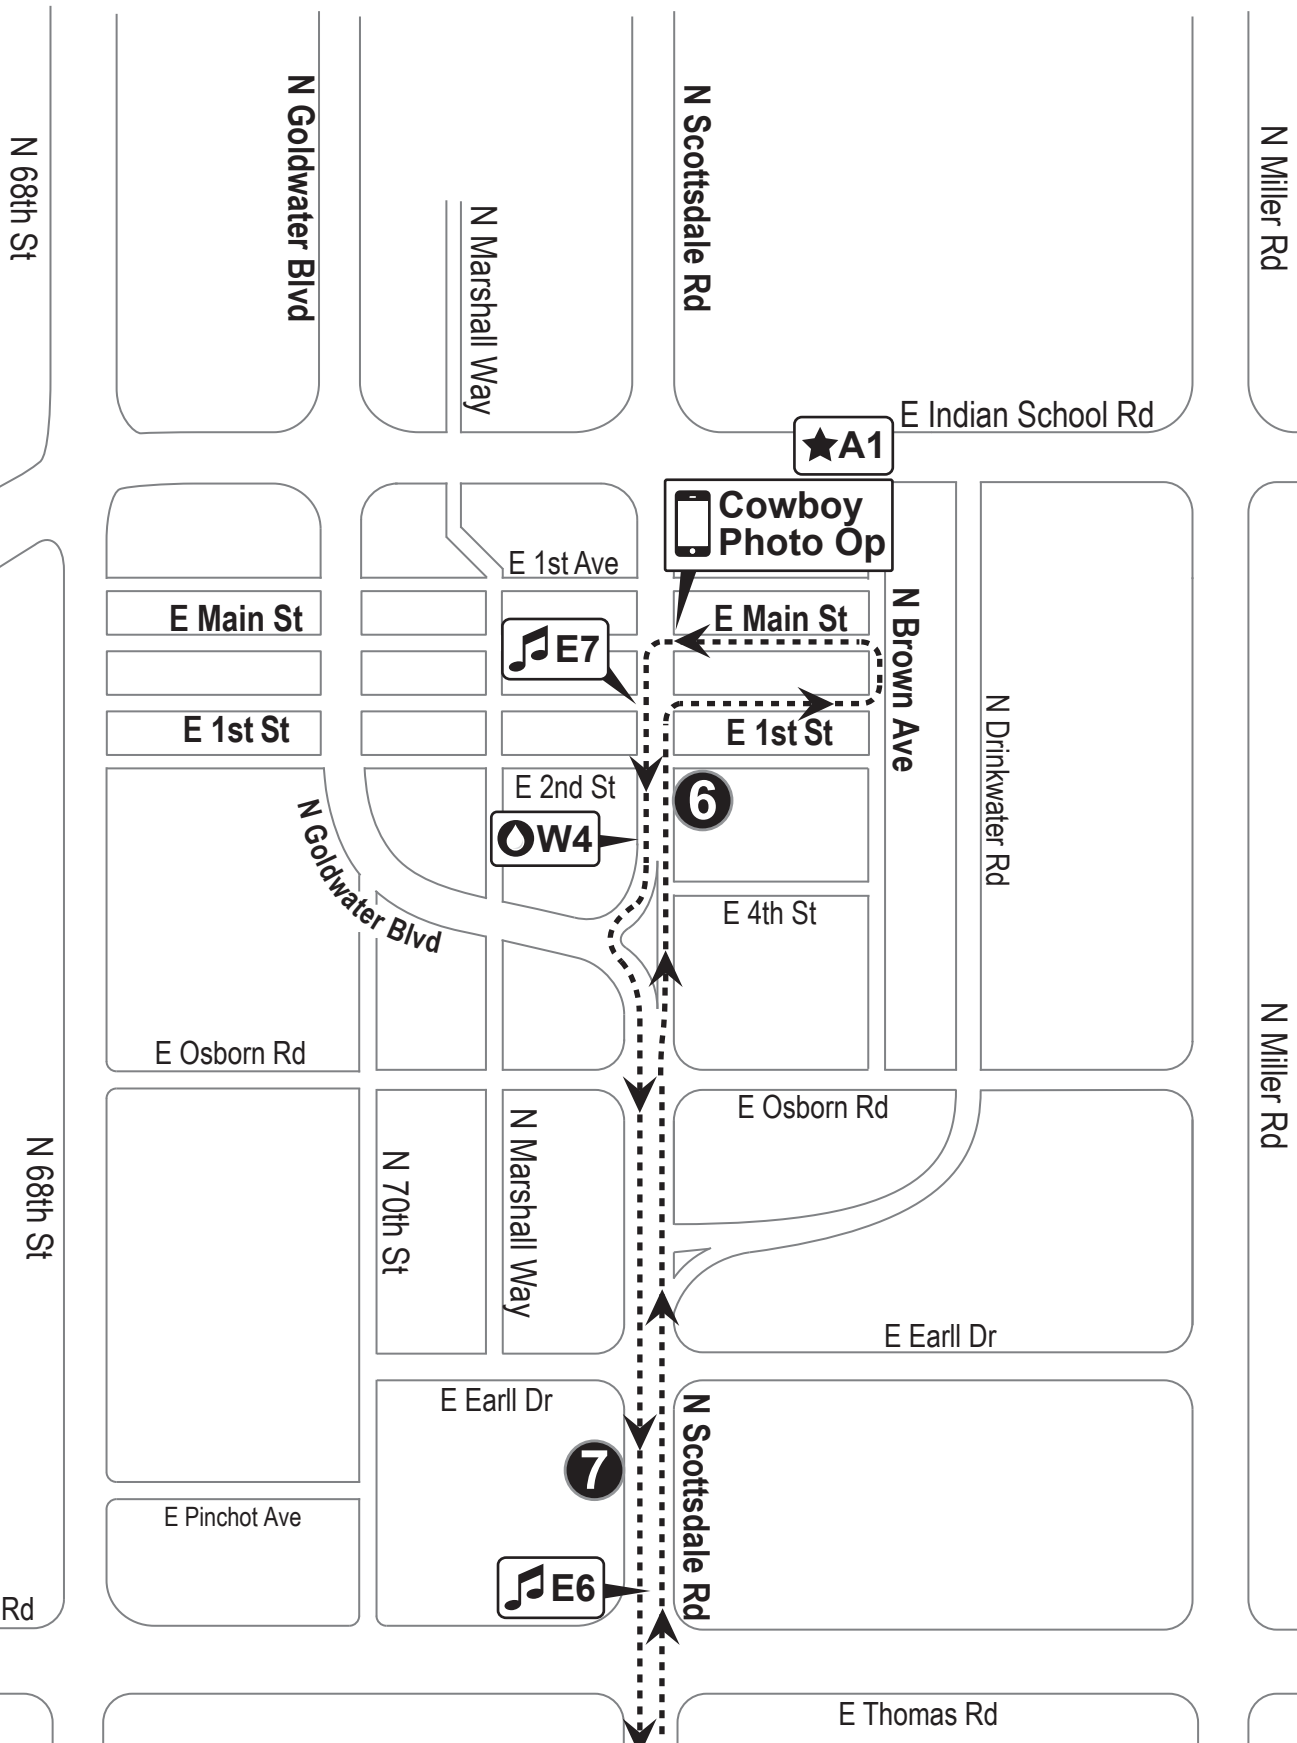 N 68th St
N Goldwater Blvd
N Marshall Way
N Scottsdale Rd
N Miller Rd
E Indian School Rd
A1
Cowboy
Photo Op
E 1st Ave
E Main St
E Main St
E7
N Brown Ave
E 1st St
E 1st St
N Drinkwater Rd
E 2nd St
6
W4
N Goldwater Blvd
E 4th St
E Osborn Rd
N Miller Rd
E Osborn Rd
N 68th St
N 70th St
N Marshall Way
E Earll Dr
E Earll Dr
N Scottsdale Rd
7
E Pinchot Ave
E6
Rd
E Thomas Rd